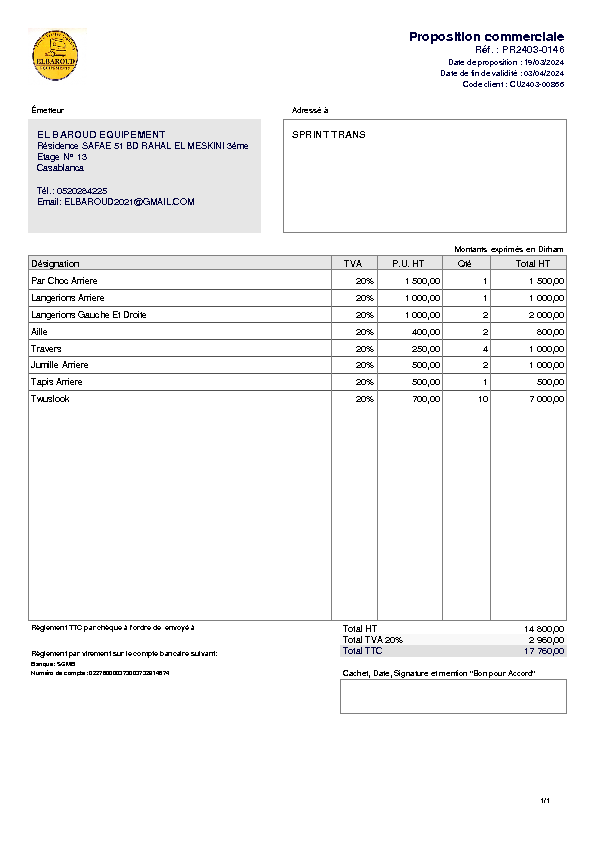 ELBAROUD
EQUIPEMENT
Proposition commerciale
Réf. : PR2403-0146
Date de proposition : 19/03/2024
Date de fin de validité : 03/04/2024
Code client : CU2403-00866
Émetteur
Adressé à
EL BAROUD EQUIPEMENT
Résidence SAFAE 51 BD RAHAL EL MESKINI 3éme
Etage N° 13
Casablanca
Tél.: 0520284225
Email: ELBAROUD2021@GMAIL.COM
SPRINT TRANS
Montants exprimés en Dirham
Désignation TVA P.U. HT Qté Total HT
Par Choc Arriere 20% 1 500,00 1 1 500,00
Langerions Arriere 20% 1 000,00 1 1 000,00
Langerions Gauche Et Droite 20% 1 000,00 2 2 000,00
Aille 20% 400,00 2 800,00
Travers 20% 250,00 4 1 000,00
Jumille Arriere 20% 500,00 2 1 000,00
Tapis Arriere 20% 500,00 1 500,00
Twuslook 20% 700,00 10 7 000,00
Règlement TTC par chèque à l'ordre de envoyé à
Règlement par virement sur le compte bancaire suivant:
Banque: SGMB
Numéro de compte:
Total HT 14 800,00
Total TVA 20% 2 960,00
Total TTC 17 760,00
Cachet, Date, Signature et mention "Bon pour Accord"
1/1